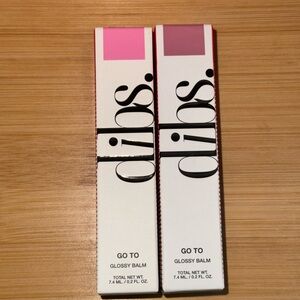 dibs.
GO TO
GLOSSY BALM
TOTAL NET WT.
7.4 ML. / 0.2 FL. OZ.
dibs.
GO TO
GLOSSY BALM
TOTAL NET WT.
7.4 ML. / 0.2 FL. OZ.